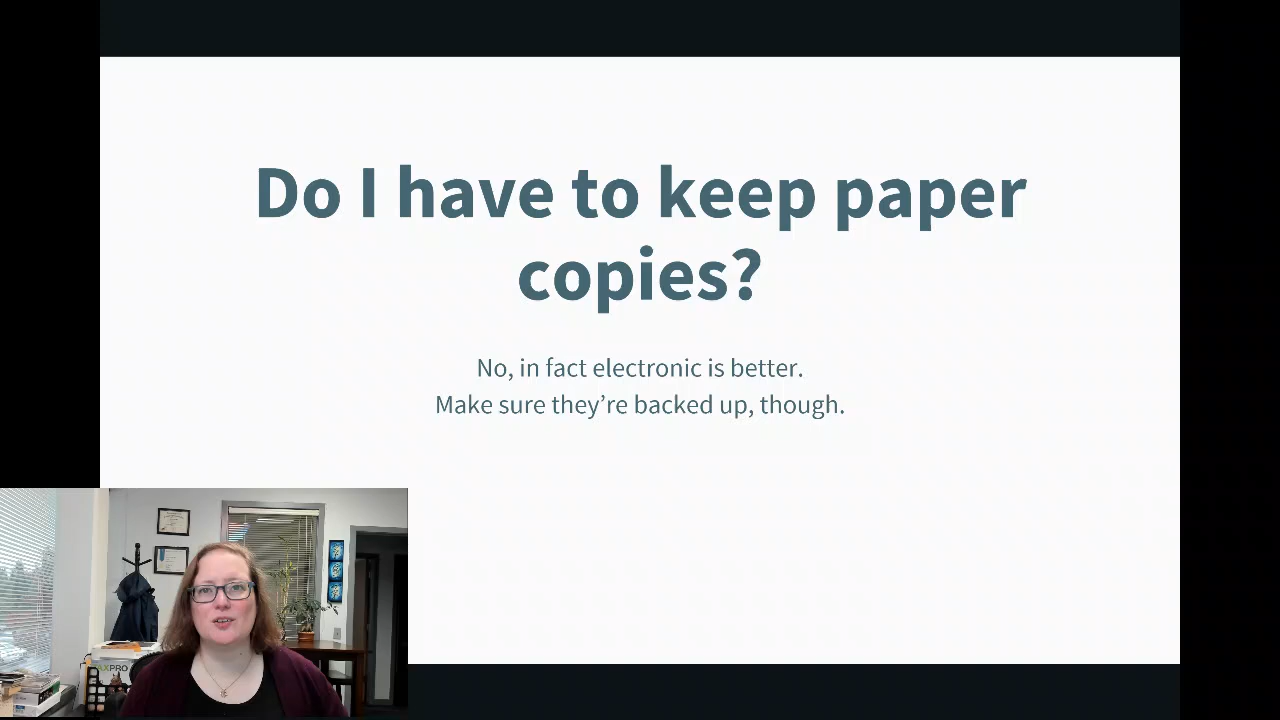 Do I have to keep paper
copies?
No, in fact electronic is better.
Make sure they’re backed up, though.